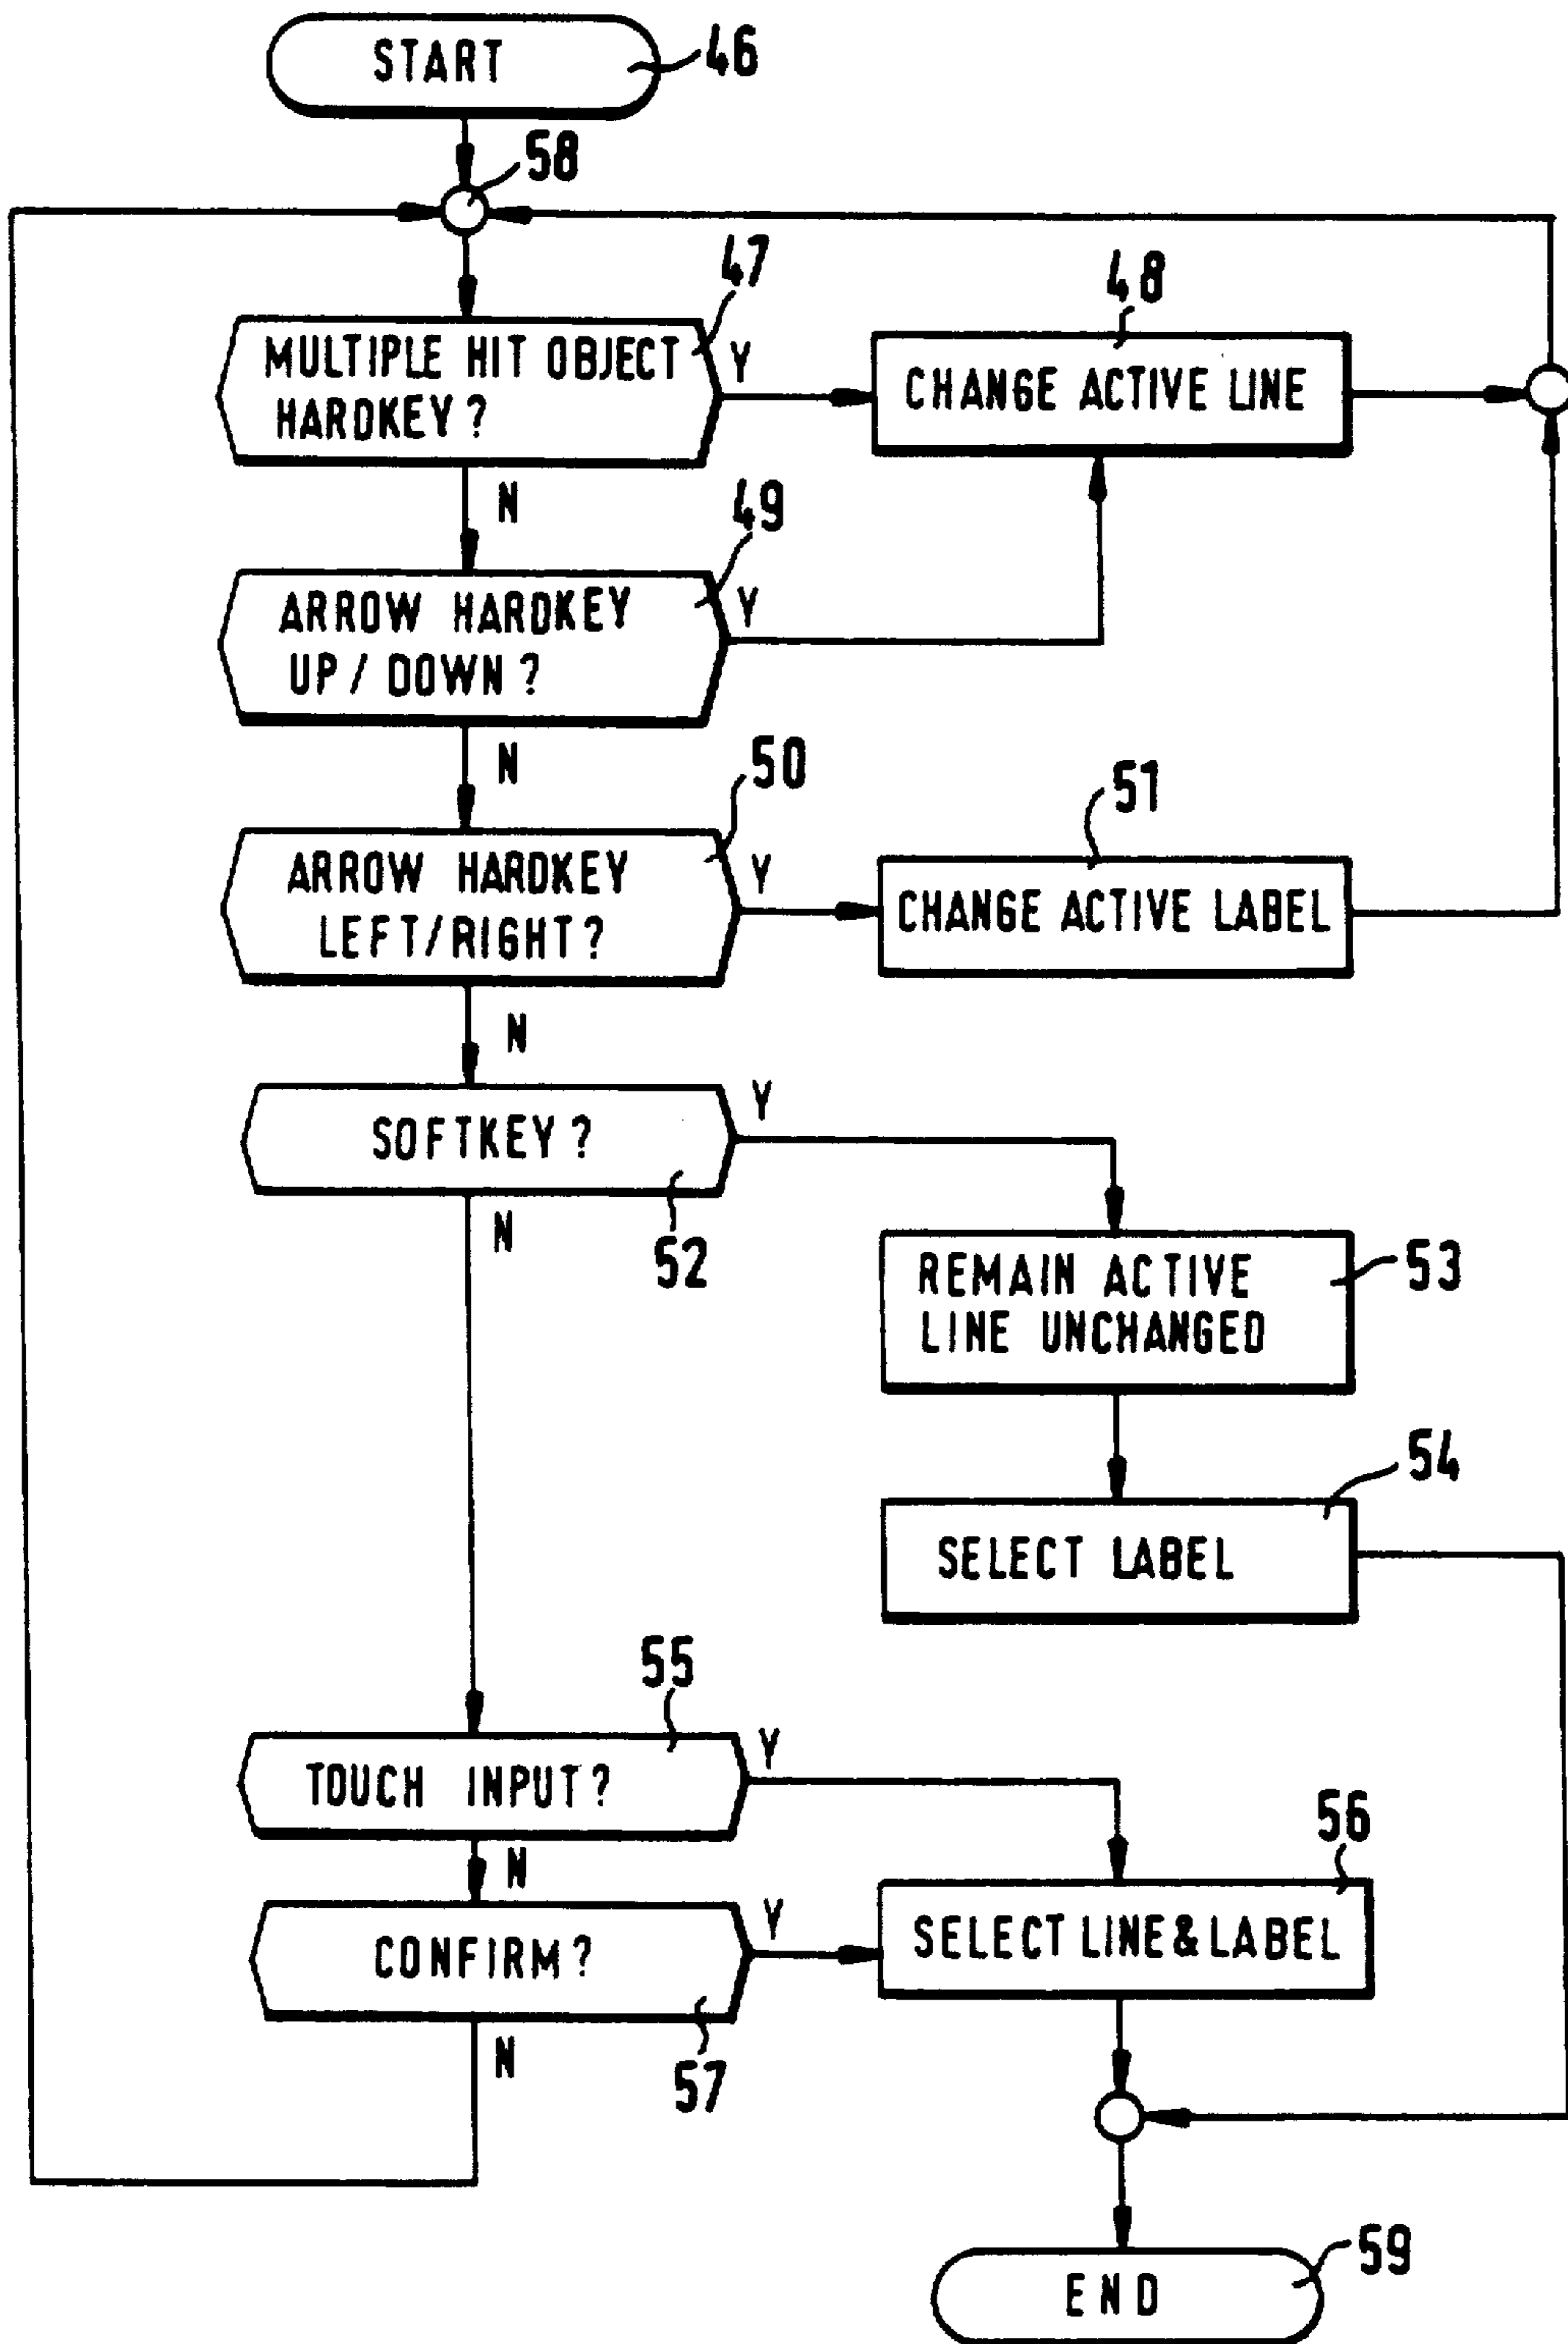 START
46
58
47
MULTIPLE HIT OBJECT
HARDKEY?
Y
48
CHANGE ACTIVE LINE
N
49
ARROW HARDKEY
UP/DOWN?
Y
N
50
ARROW HARDKEY
LEFT/RIGHT?
Y
51
CHANGE ACTIVE LABEL
N
SOFTKEY?
Y
52
N
REMAIN ACTIVE
LINE UNCHANGED
53
54
SELECT LABEL
55
TOUCH INPUT?
Y
N
56
CONFIRM?
Y
SELECT LINE&LABEL
57
N
END
59